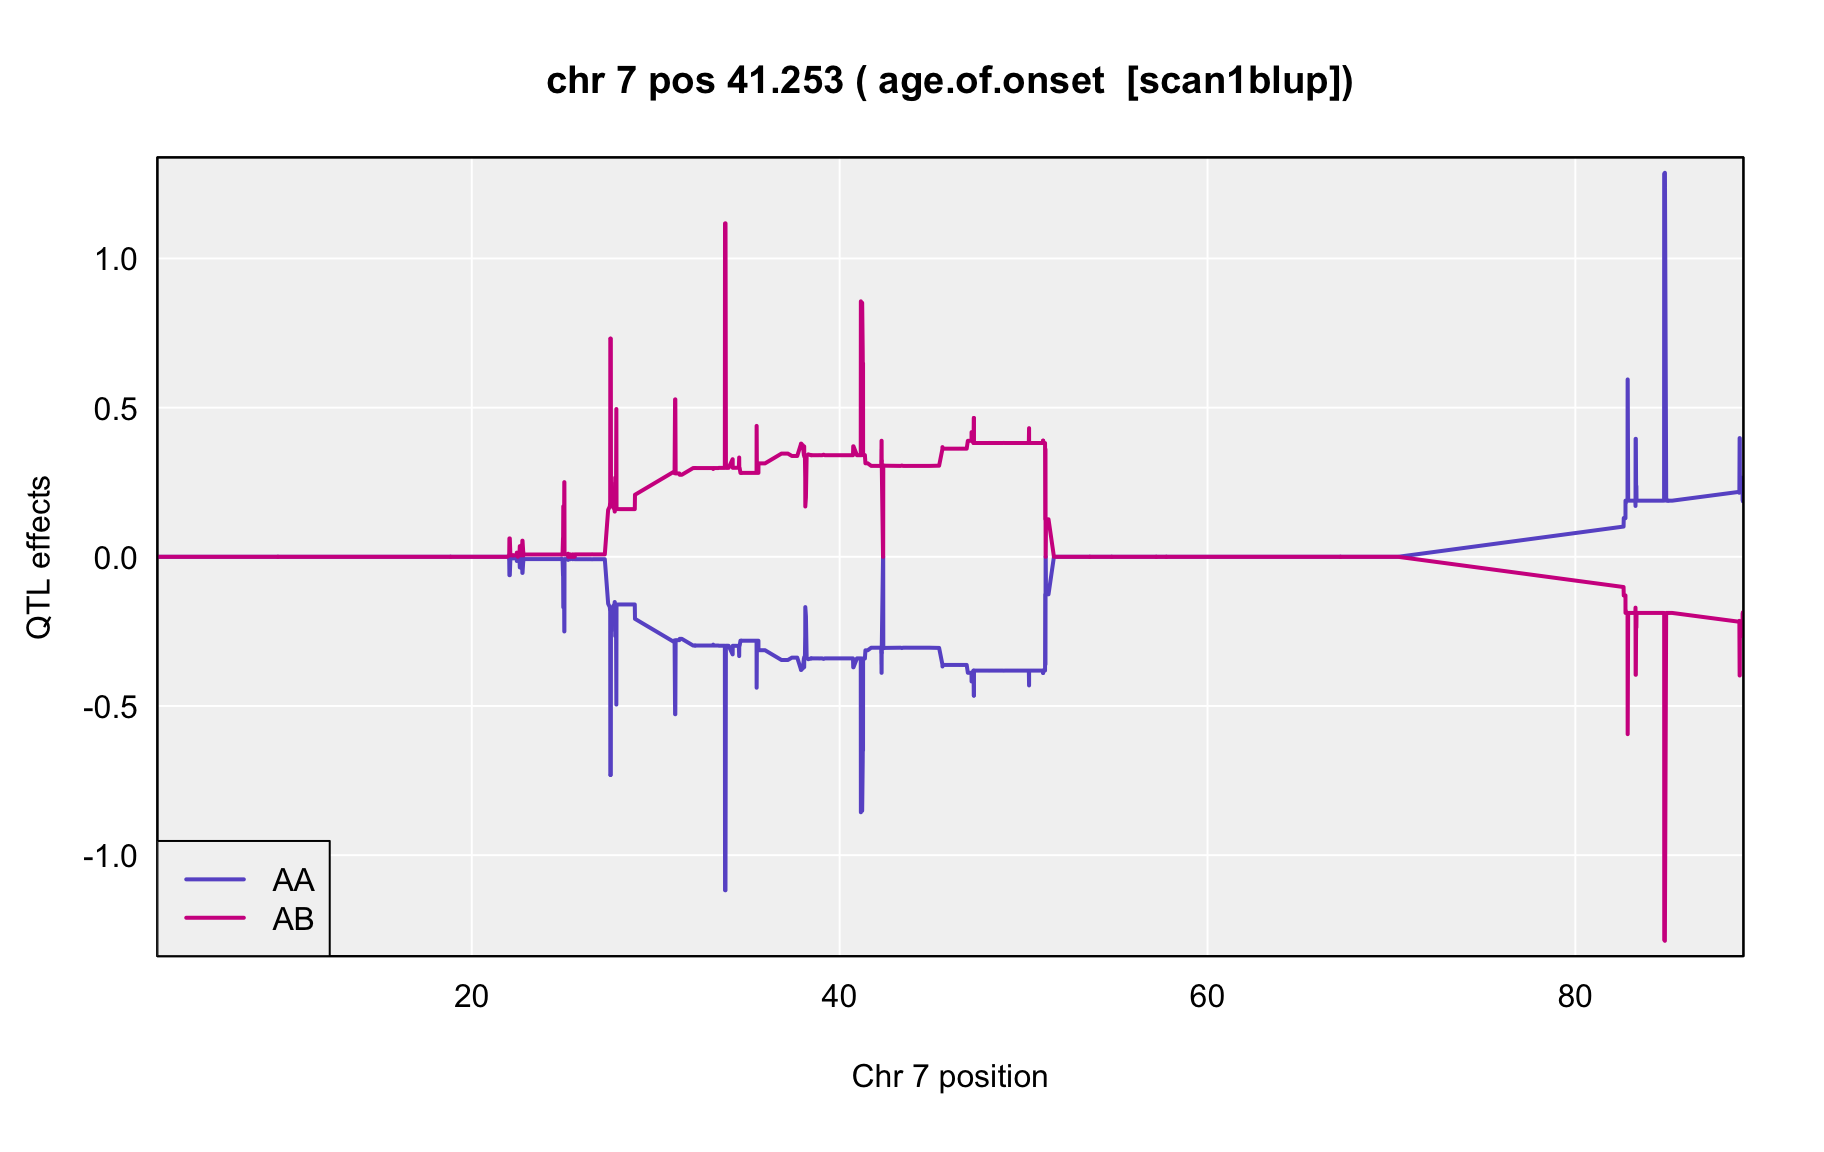 chr 7 pos 41.253 ( age.of.onset  [scan1blup])
QTL effects
1.0
0.5
0.0
-0.5
-1.0
AA
AB
20 40 60 80
Chr 7 position